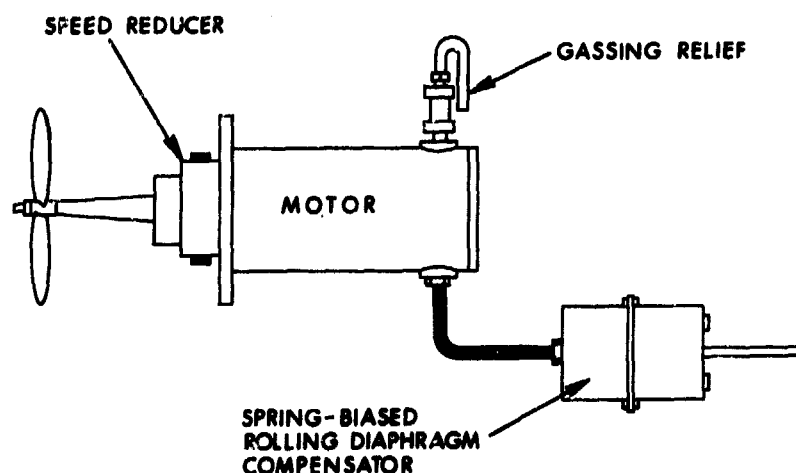 SPEED REDUCER
GASSING RELIEF
MOTOR
SPRING-BIASED
ROLLING DIAPHRAGM
COMPENSATOR